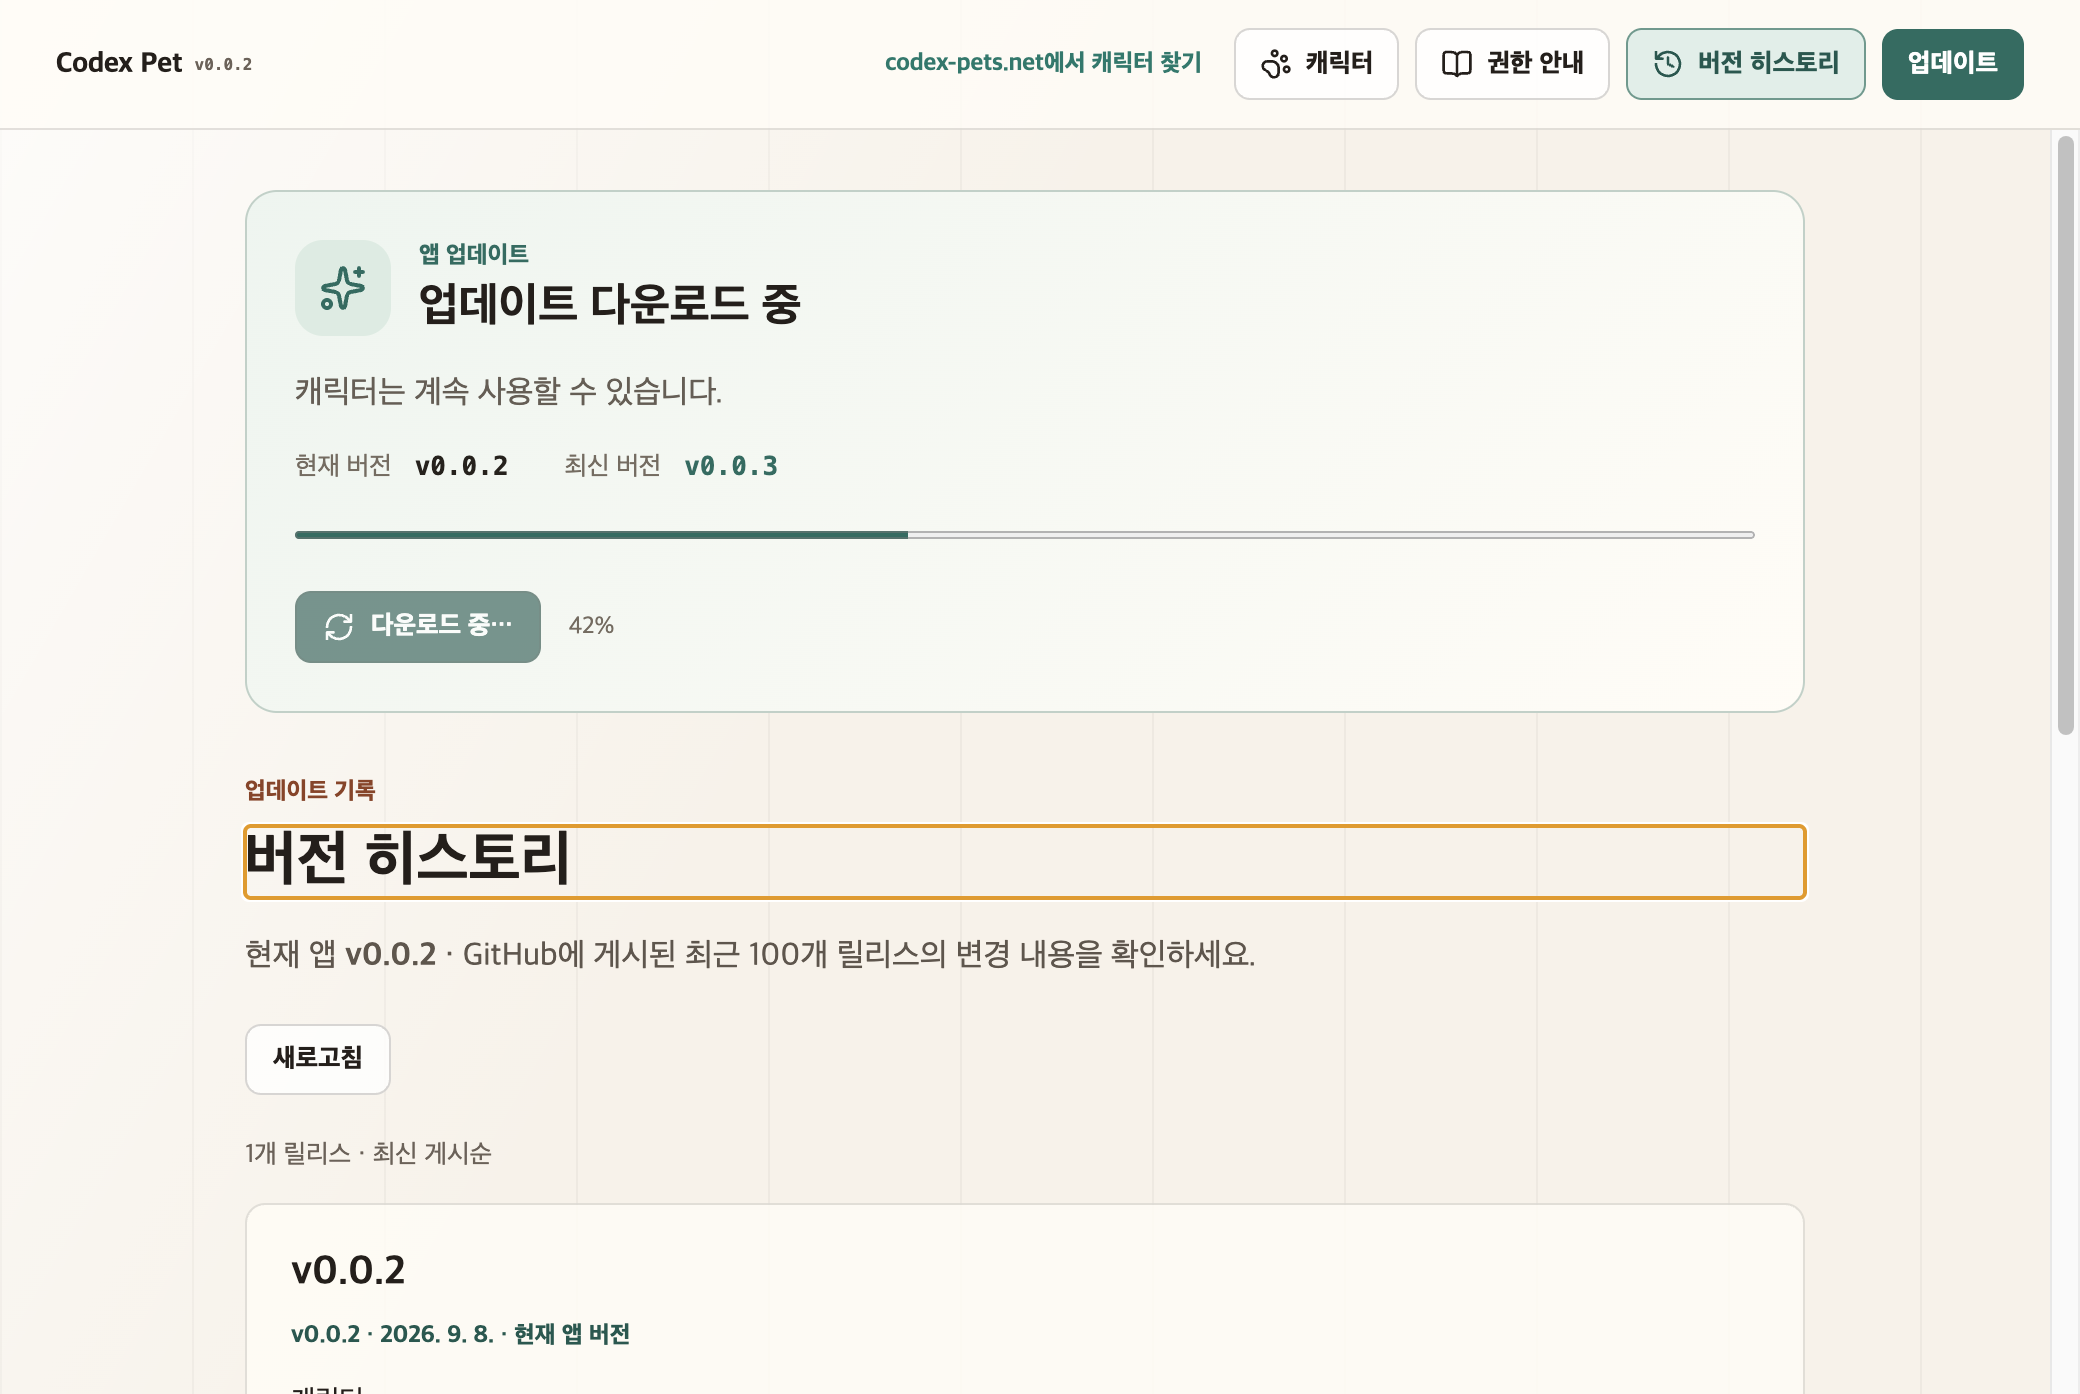 Codex Pet v0.0.2
codex-pets.net에서 캐릭터 찾기
캐릭터
권한 안내
버전 히스토리
업데이트
앱 업데이트
업데이트 다운로드 중
캐릭터는 계속 사용할 수 있습니다.
현재 버전 v0.0.2 최신 버전 v0.0.3
다운로드 중… 42%
업데이트 기록
버전 히스토리
현재 앱 v0.0.2 · GitHub에 게시된 최근 100개 릴리스의 변경 내용을 확인하세요.
새로고침
1개 릴리스 · 최신 게시순
v0.0.2
v0.0.2 · 2026. 9. 8. · 현재 앱 버전